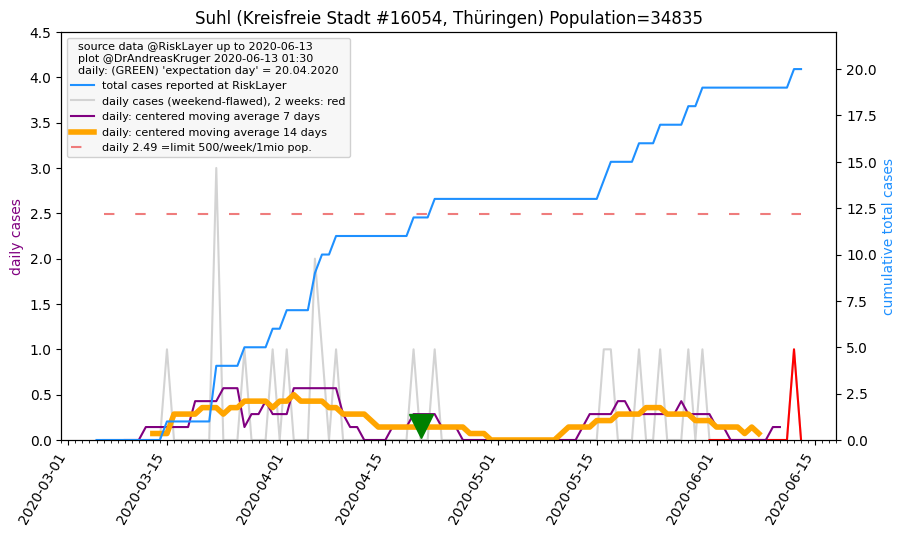 Suhl (Kreisfreie Stadt #16054, Thüringen) Population=34835
source data @RiskLayer up to 2020-06-13
plot @DrAndreasKruger 2020-06-13 01:30
daily: (GREEN) 'expectation day' = 20.04.2020
total cases reported at RiskLayer
daily cases (weekend-flawed), 2 weeks: red
daily: centered moving average 7 days
daily: centered moving average 14 days
daily 2.49 =limit 500/week/1mio pop.
daily cases
4.5
4.0
3.5
3.0
2.5
2.0
1.5
1.0
0.5
0.0
cumulative total cases
20.0
17.5
15.0
12.5
10.0
7.5
5.0
2.5
0.0
2020-03-01
2020-03-15
2020-04-01
2020-04-15
2020-05-01
2020-05-15
2020-06-01
2020-06-15